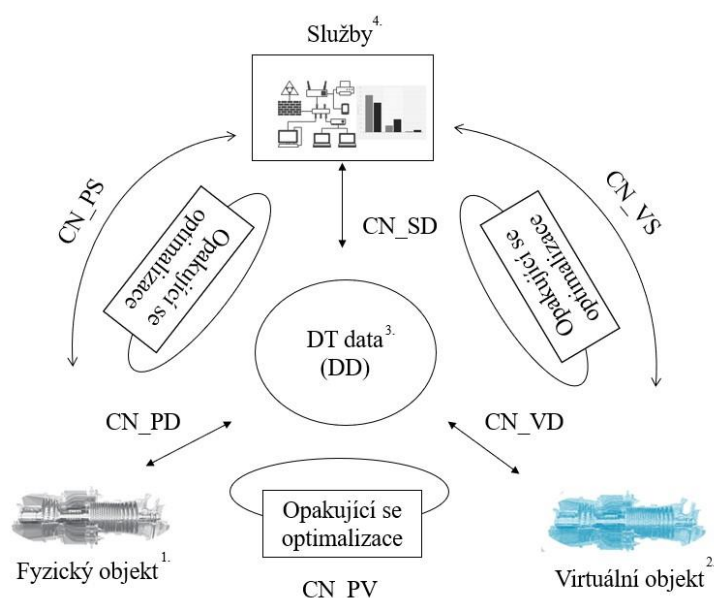 Služby4.
CN_PS
Opakující se
optimalizace
CN_SD
Opakující se
optimalizace
CN_VS
DT data3.
(DD)
CN_PD
CN_VD
Opakující se
optimalizace
Fyzický objekt1.
CN_PV
Virtuální objekt2